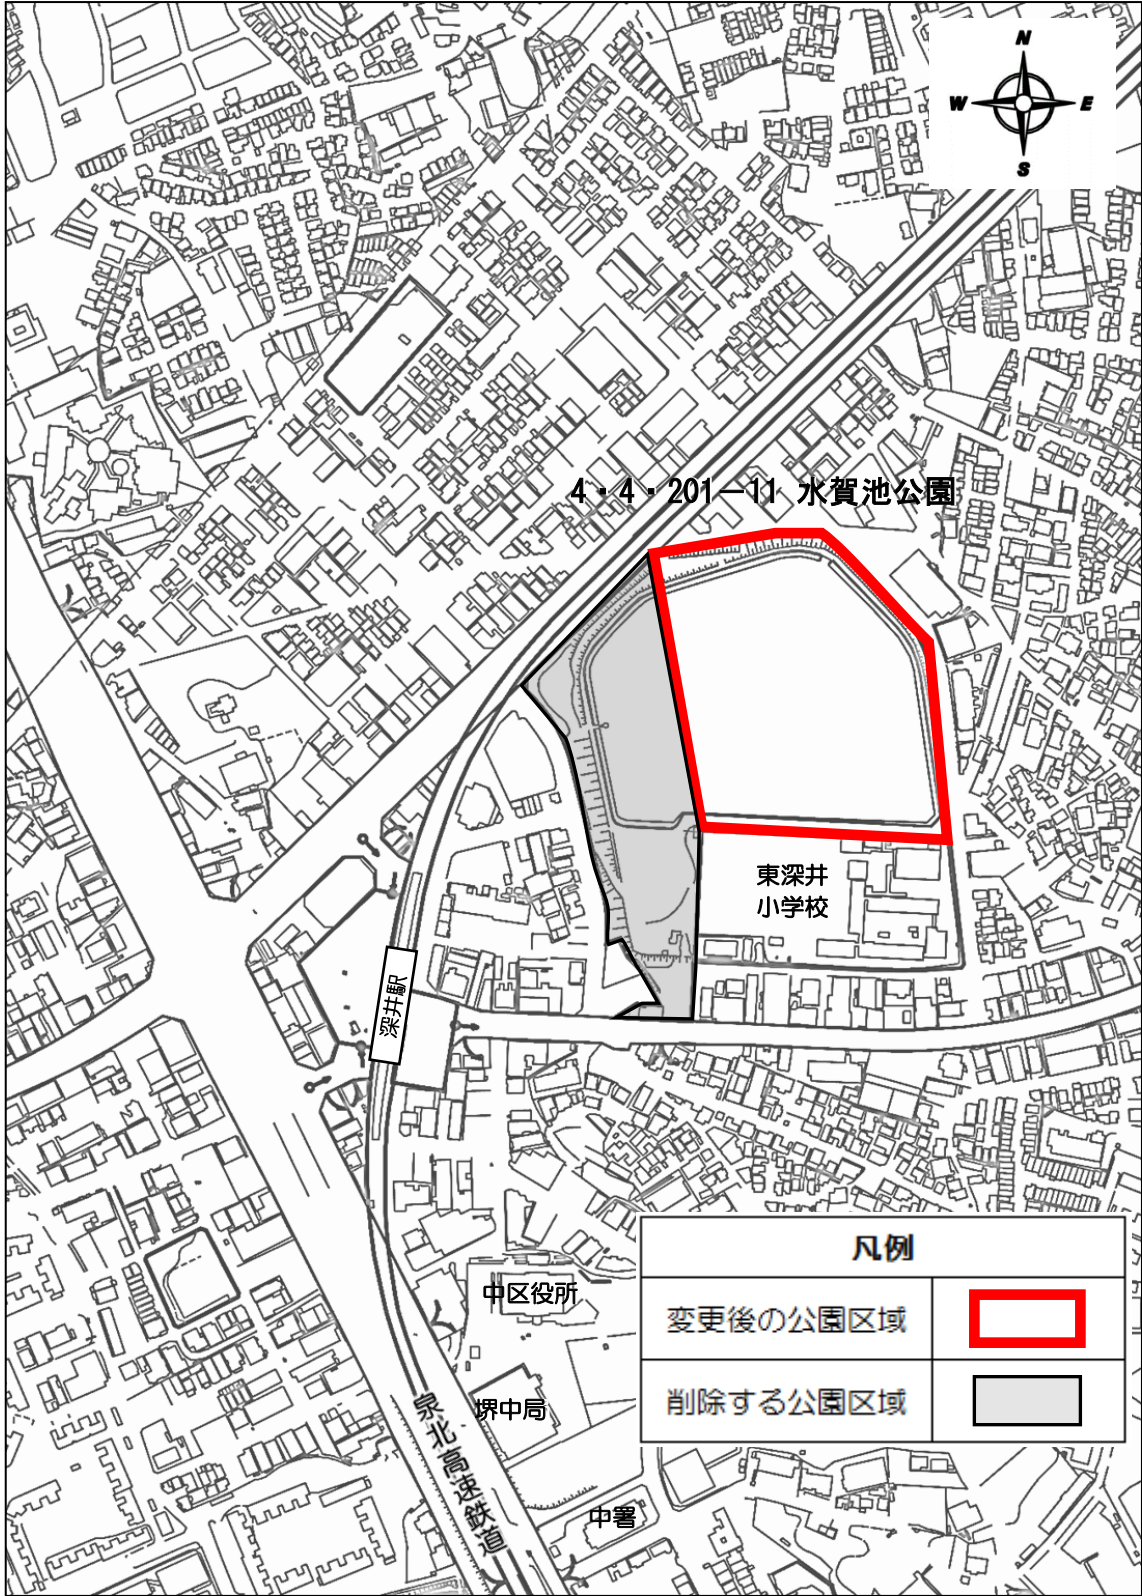 N
W E
S
4・4・201－11 水賀池公園
東深井
小学校
深井駅
中区役所
堺中局
泉北高速鉄道
中署
凡例
変更後の公園区域
削除する公園区域